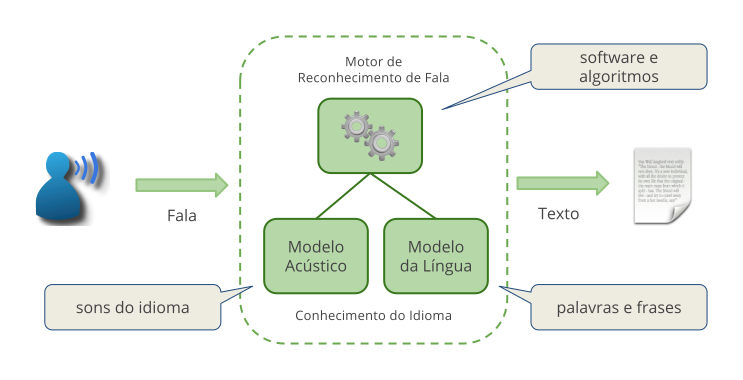 Motor de
Reconhecimento de Fala
software e
algoritmos
Fala
Texto
Modelo
Acústico
Modelo
da Língua
sons do idioma
Conhecimento do Idioma
palavras e frases